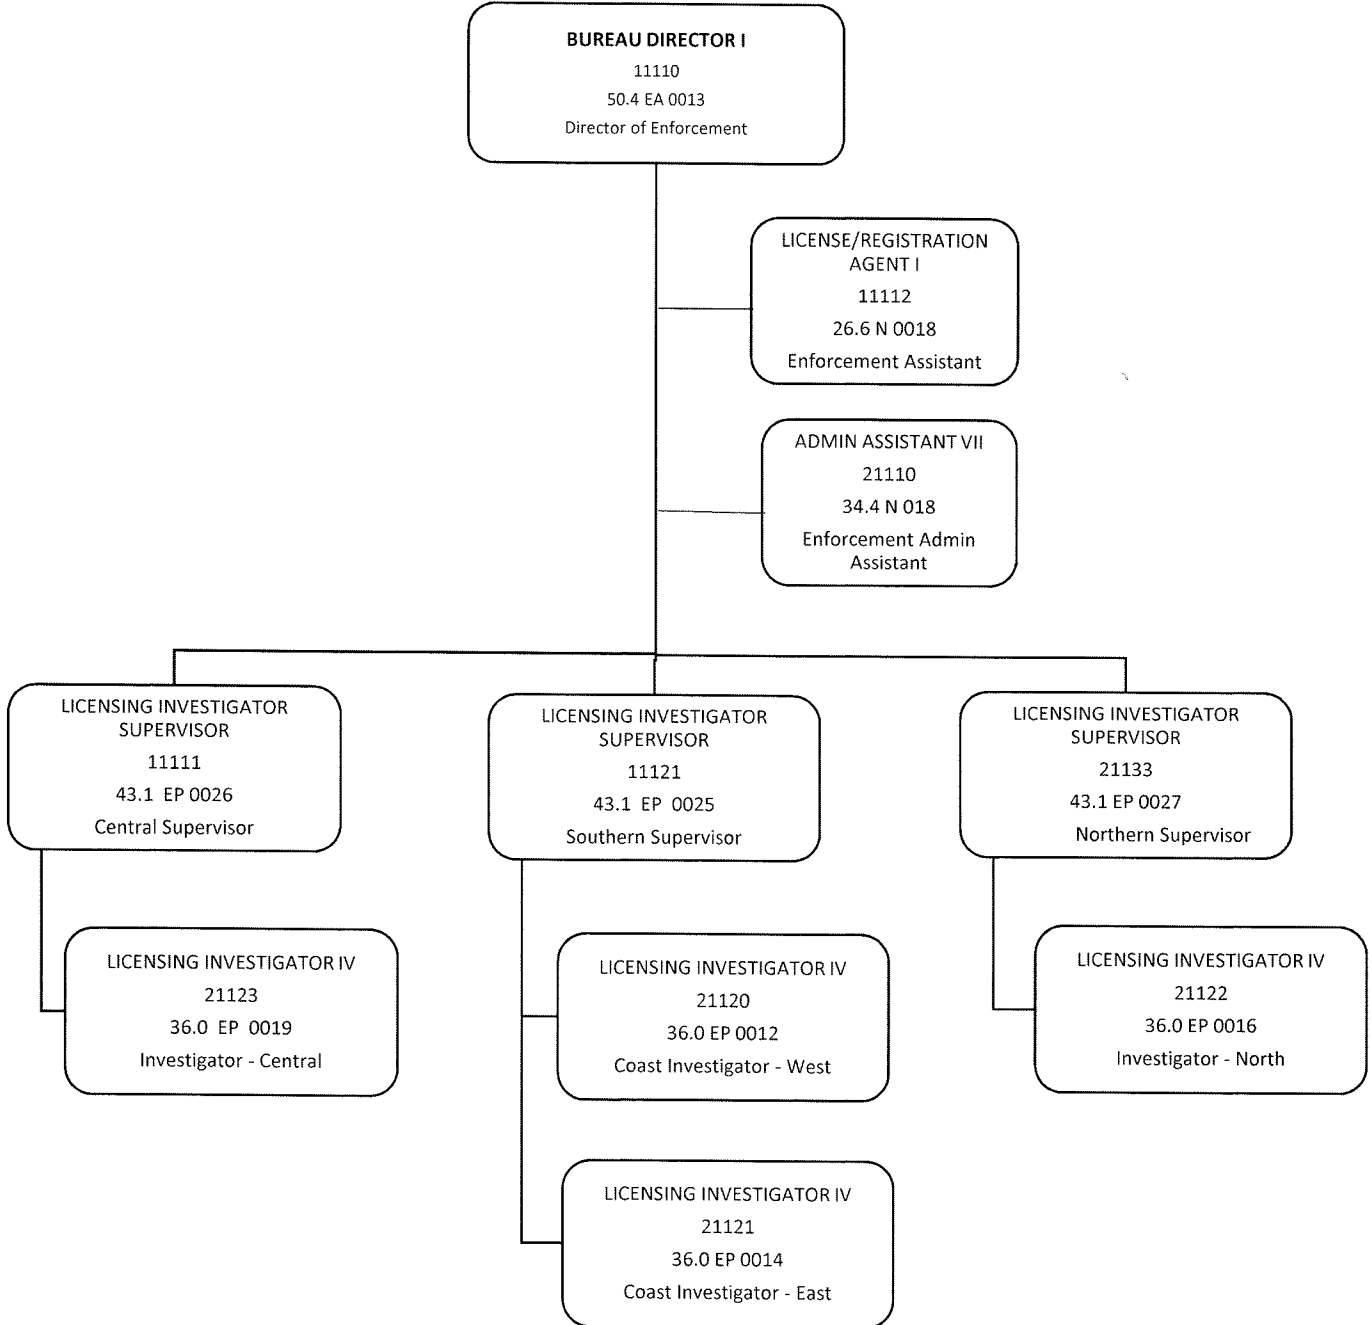 BUREAU DIRECTOR I
11110
50.4 EA 0013
Director of Enforcement
LICENSE/REGISTRATION
AGENT I
11112
26.6 N 0018
Enforcement Assistant
ADMIN ASSISTANT VII
21110
34.4 N 018
Enforcement Admin
Assistant
LICENSING INVESTIGATOR
SUPERVISOR
11111
43.1 EP 0026
Central Supervisor
LICENSING INVESTIGATOR
SUPERVISOR
11121
43.1 EP 0025
Southern Supervisor
LICENSING INVESTIGATOR
SUPERVISOR
21133
43.1 EP 0027
Northern Supervisor
LICENSING INVESTIGATOR IV
21123
36.0 EP 0019
Investigator - Central
LICENSING INVESTIGATOR IV
21120
36.0 EP 0012
Coast Investigator - West
LICENSING INVESTIGATOR IV
21122
36.0 EP 0016
Investigator - North
LICENSING INVESTIGATOR IV
21121
36.0 EP 0014
Coast Investigator - East